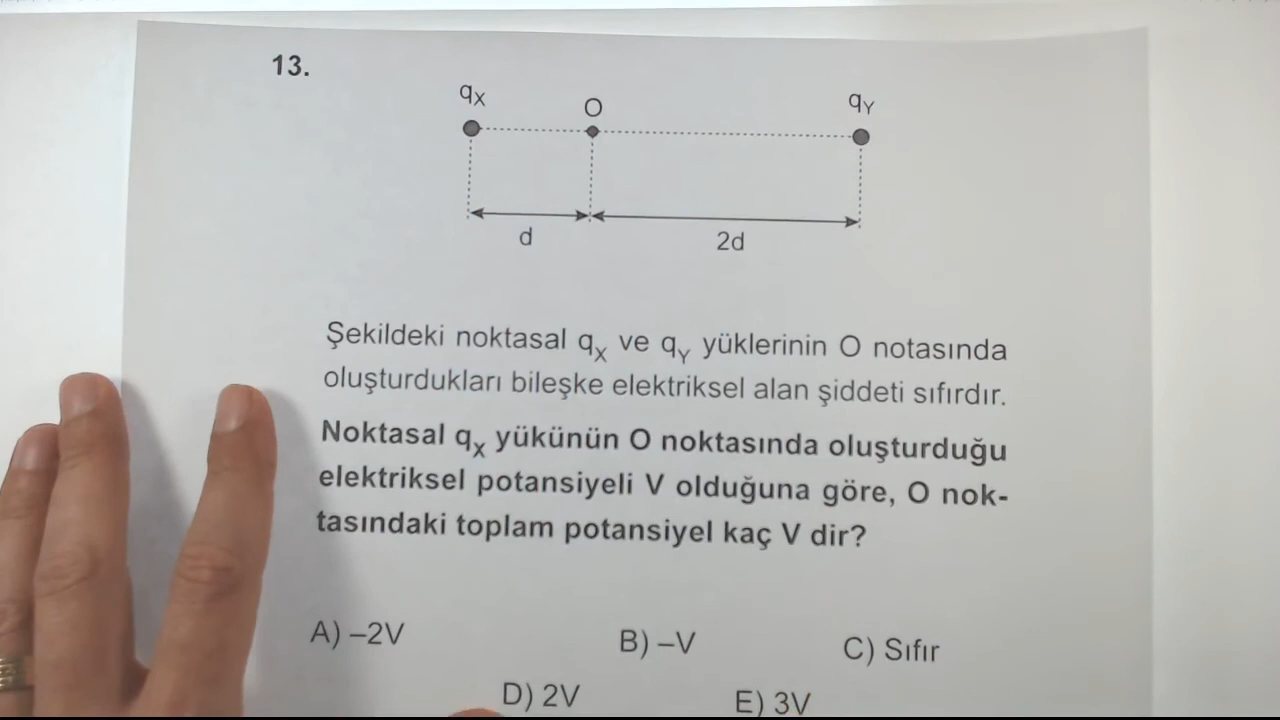 13.
qX
O
qY
d
2d
Şekildeki noktasal qX ve qY yüklerinin O notasında
oluşturdukları bileşke elektriksel alan şiddeti sıfırdır.
Noktasal qX yükünün O noktasında oluşturduğu
elektriksel potansiyeli V olduğuna göre, O nok-
tasındaki toplam potansiyel kaç V dir?
A) –2V
B) –V
C) Sıfır
D) 2V
E) 3V